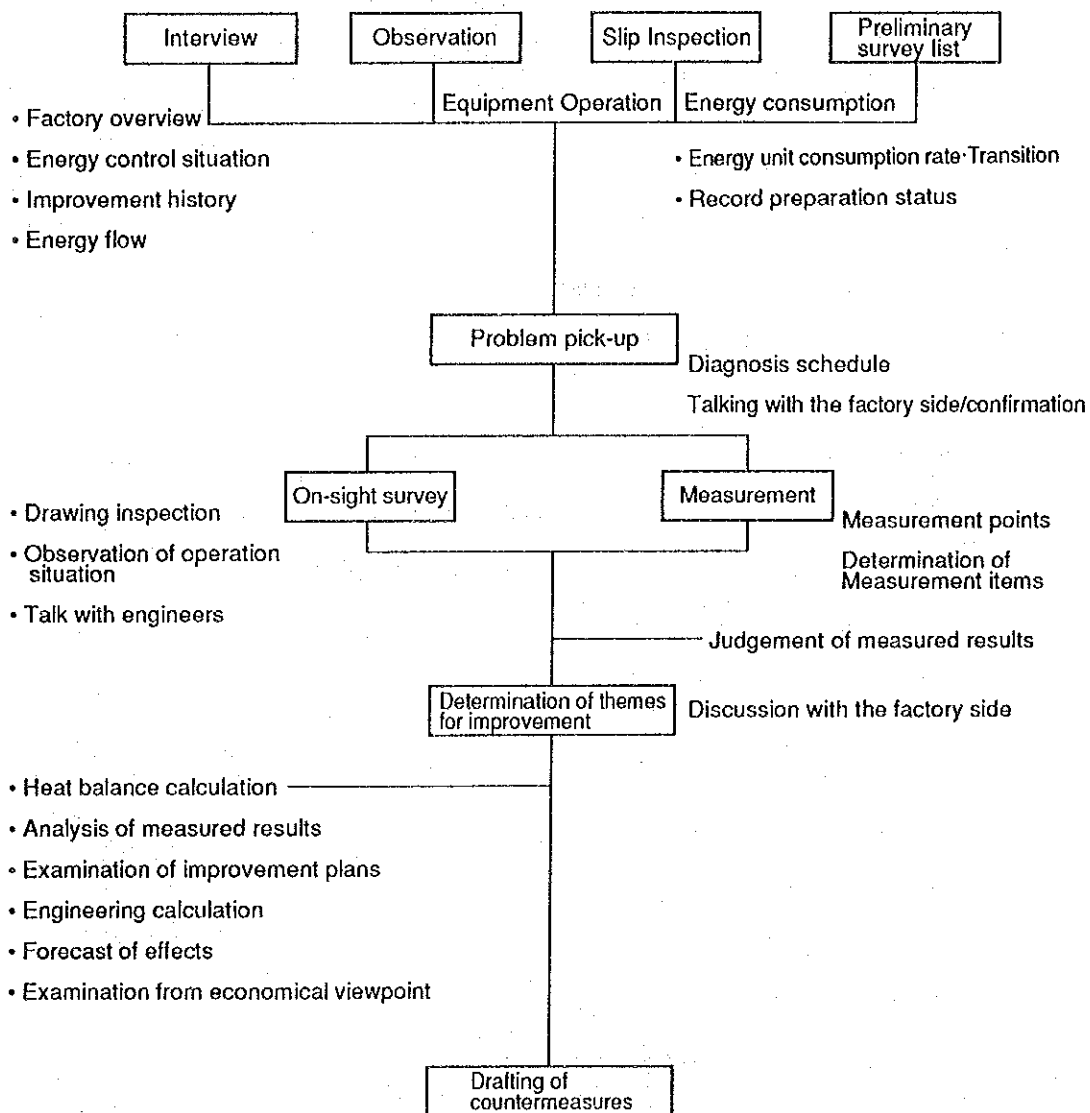 Interview
Observation
Slip Inspection
Preliminary
survey list
Equipment Operation
Energy consumption
• Factory overview
• Energy control situation
• Improvement history
• Energy flow
• Energy unit consumption rate·Transition
• Record preparation status
Problem pick-up
Diagnosis schedule
Talking with the factory side/confirmation
On-sight survey
Measurement
• Drawing inspection
• Observation of operation
situation
• Talk with engineers
Measurement points
Determination of
Measurement items
Judgement of measured results
Determination of themes
for improvement
Discussion with the factory side
• Heat balance calculation
• Analysis of measured results
• Examination of improvement plans
• Engineering calculation
• Forecast of effects
• Examination from economical viewpoint
Drafting of
countermeasures